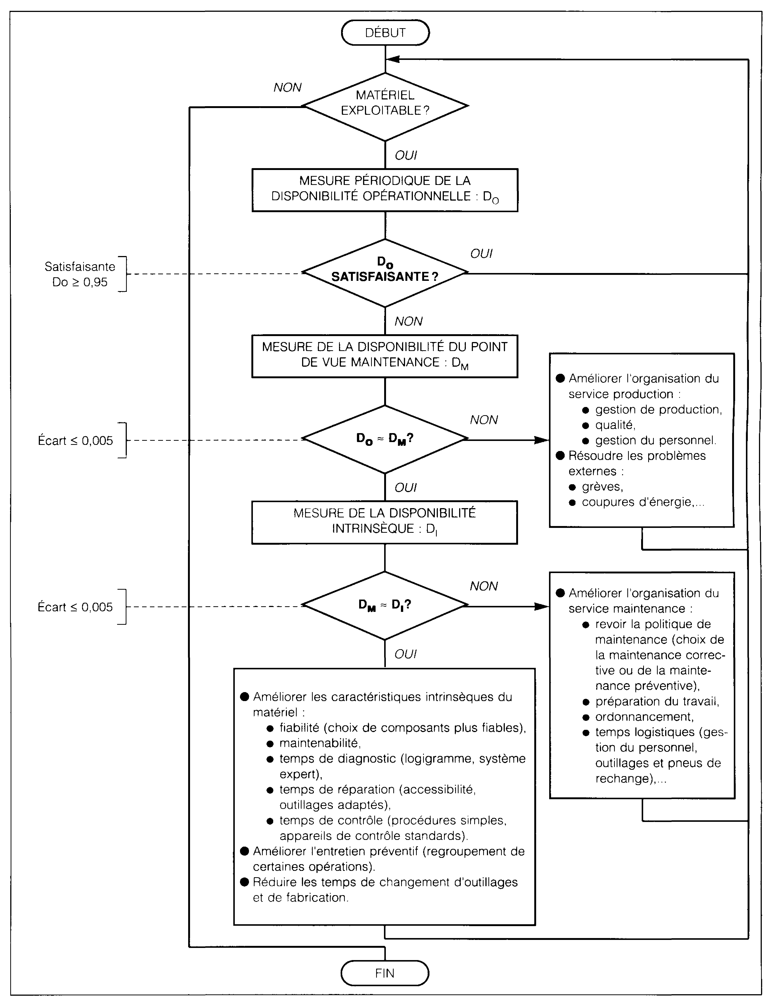 DÉBUT
NON
MATÉRIEL
EXPLOITABLE ?
OUI
MESURE PÉRIODIQUE DE LA
DISPONIBILITÉ OPÉRATIONNELLE : DO
Satisfaisante
Do ≥ 0,95
DO
SATISFAISANTE ?
OUI
NON
MESURE DE LA DISPONIBILITÉ DU POINT
DE VUE MAINTENANCE : DM
Écart ≤ 0,005
DO ≈ DM?
NON
● Améliorer l'organisation du
service production :
● gestion de production,
● qualité,
● gestion du personnel.
● Résoudre les problèmes
externes :
● grèves,
● coupures d'énergie,...
OUI
MESURE DE LA DISPONIBILITÉ
INTRINSÈQUE : DI
Écart ≤ 0,005
DM ≈ DI?
NON
● Améliorer l'organisation du
service maintenance :
● revoir la politique de
maintenance (choix de
la maintenance correc-
tive ou de la mainte-
nance préventive),
● préparation du travail,
● ordonnancement,
● temps logistiques (ges-
tion du personnel,
outillages et pneus de
rechange),...
OUI
● Améliorer les caractéristiques intrinsèques du
matériel :
● fiabilité (choix de composants plus fiables),
● maintenabilité,
● temps de diagnostic (logigramme, système
expert),
● temps de réparation (accessibilité,
outillages adaptés),
● temps de contrôle (procédures simples,
appareils de contrôle standards).
● Améliorer l'entretien préventif (regroupement de
certaines opérations).
● Réduire les temps de changement d'outillages
et de fabrication.
FIN